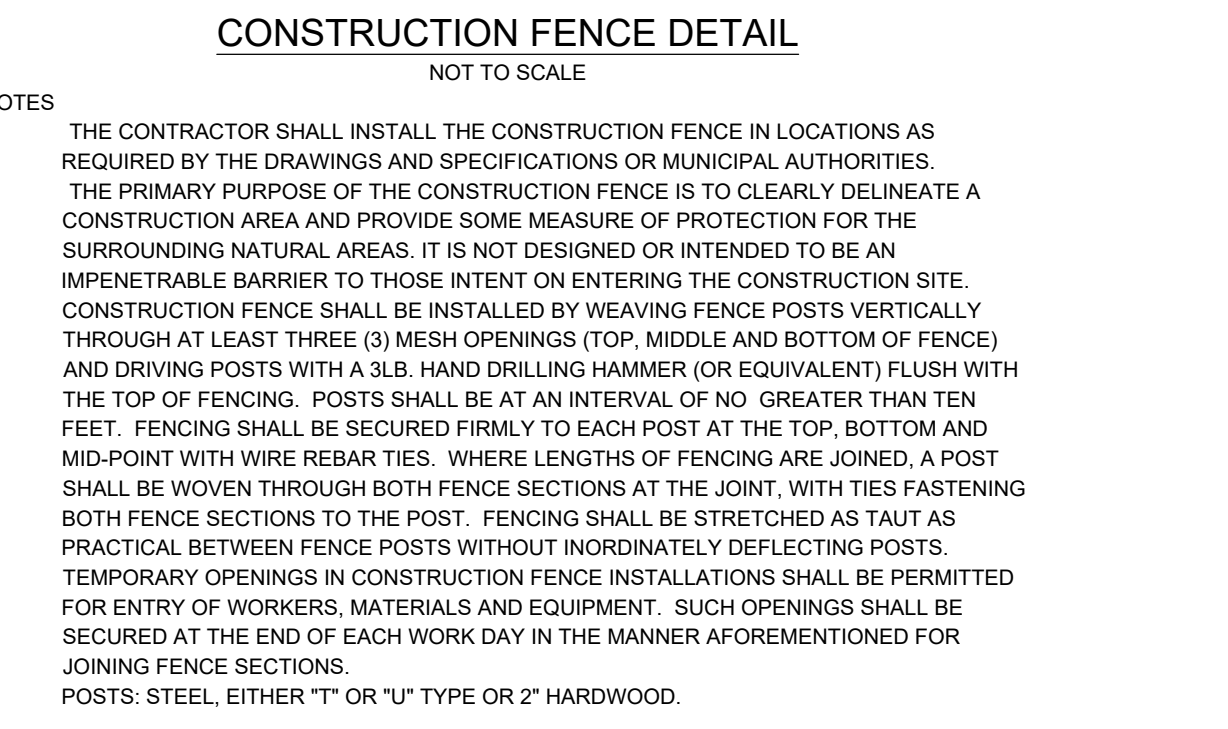 CONSTRUCTION FENCE DETAIL
NOT TO SCALE
OTES
THE CONTRACTOR SHALL INSTALL THE CONSTRUCTION FENCE IN LOCATIONS AS
REQUIRED BY THE DRAWINGS AND SPECIFICATIONS OR MUNICIPAL AUTHORITIES.
THE PRIMARY PURPOSE OF THE CONSTRUCTION FENCE IS TO CLEARLY DELINEATE A
CONSTRUCTION AREA AND PROVIDE SOME MEASURE OF PROTECTION FOR THE
SURROUNDING NATURAL AREAS. IT IS NOT DESIGNED OR INTENDED TO BE AN
IMPENETRABLE BARRIER TO THOSE INTENT ON ENTERING THE CONSTRUCTION SITE.
CONSTRUCTION FENCE SHALL BE INSTALLED BY WEAVING FENCE POSTS VERTICALLY
THROUGH AT LEAST THREE (3) MESH OPENINGS (TOP, MIDDLE AND BOTTOM OF FENCE)
AND DRIVING POSTS WITH A 3LB. HAND DRILLING HAMMER (OR EQUIVALENT) FLUSH WITH
THE TOP OF FENCING.  POSTS SHALL BE AT AN INTERVAL OF NO  GREATER THAN TEN
FEET.  FENCING SHALL BE SECURED FIRMLY TO EACH POST AT THE TOP, BOTTOM AND
MID-POINT WITH WIRE REBAR TIES.  WHERE LENGTHS OF FENCING ARE JOINED, A POST
SHALL BE WOVEN THROUGH BOTH FENCE SECTIONS AT THE JOINT, WITH TIES FASTENING
BOTH FENCE SECTIONS TO THE POST.  FENCING SHALL BE STRETCHED AS TAUT AS
PRACTICAL BETWEEN FENCE POSTS WITHOUT INORDINATELY DEFLECTING POSTS.
TEMPORARY OPENINGS IN CONSTRUCTION FENCE INSTALLATIONS SHALL BE PERMITTED
FOR ENTRY OF WORKERS, MATERIALS AND EQUIPMENT.  SUCH OPENINGS SHALL BE
SECURED AT THE END OF EACH WORK DAY IN THE MANNER AFOREMENTIONED FOR
JOINING FENCE SECTIONS.
POSTS: STEEL, EITHER "T" OR "U" TYPE OR 2" HARDWOOD.